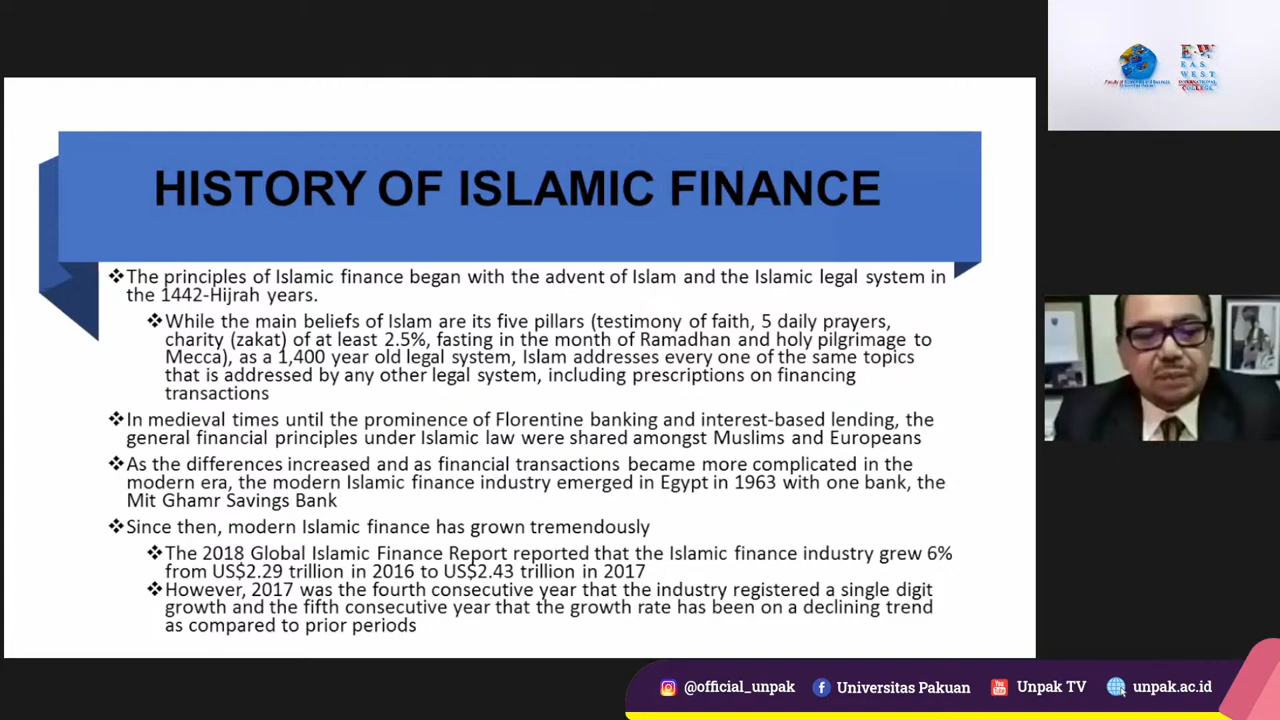 HISTORY OF ISLAMIC FINANCE
❖The principles of Islamic finance began with the advent of Islam and the Islamic legal system in
the 1442-Hijrah years.
❖While the main beliefs of Islam are its five pillars (testimony of faith, 5 daily prayers,
charity (zakat) of at least 2.5%, fasting in the month of Ramadhan and holy pilgrimage to
Mecca), as a 1,400 year old legal system, Islam addresses every one of the same topics
that is addressed by any other legal system, including prescriptions on financing
transactions
❖In medieval times until the prominence of Florentine banking and interest-based lending, the
general financial principles under Islamic law were shared amongst Muslims and Europeans
❖As the differences increased and as financial transactions became more complicated in the
modern era, the modern Islamic finance industry emerged in Egypt in 1963 with one bank, the
Mit Ghamr Savings Bank
❖Since then, modern Islamic finance has grown tremendously
❖The 2018 Global Islamic Finance Report reported that the Islamic finance industry grew 6%
from US$2.29 trillion in 2016 to US$2.43 trillion in 2017
❖However, 2017 was the fourth consecutive year that the industry registered a single digit
growth and the fifth consecutive year that the growth rate has been on a declining trend
as compared to prior periods
EW
EAS
WEST
INTERNATIONAL
COLLEGE
@official_unpak
Universitas Pakuan
Unpak TV
unpak.ac.id